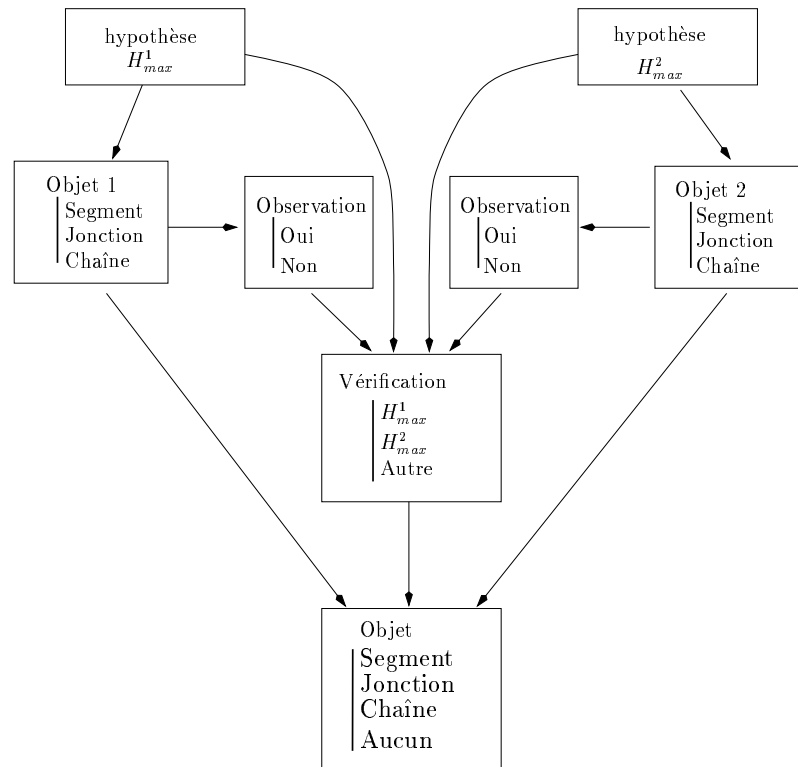 hypothèse
H^1_max
hypothèse
H^2_max
Objet 1
Segment
Jonction
Chaîne
Observation
Oui
Non
Observation
Oui
Non
Objet 2
Segment
Jonction
Chaîne
Vérification
H^1_max
H^2_max
Autre
Objet
Segment
Jonction
Chaîne
Aucun